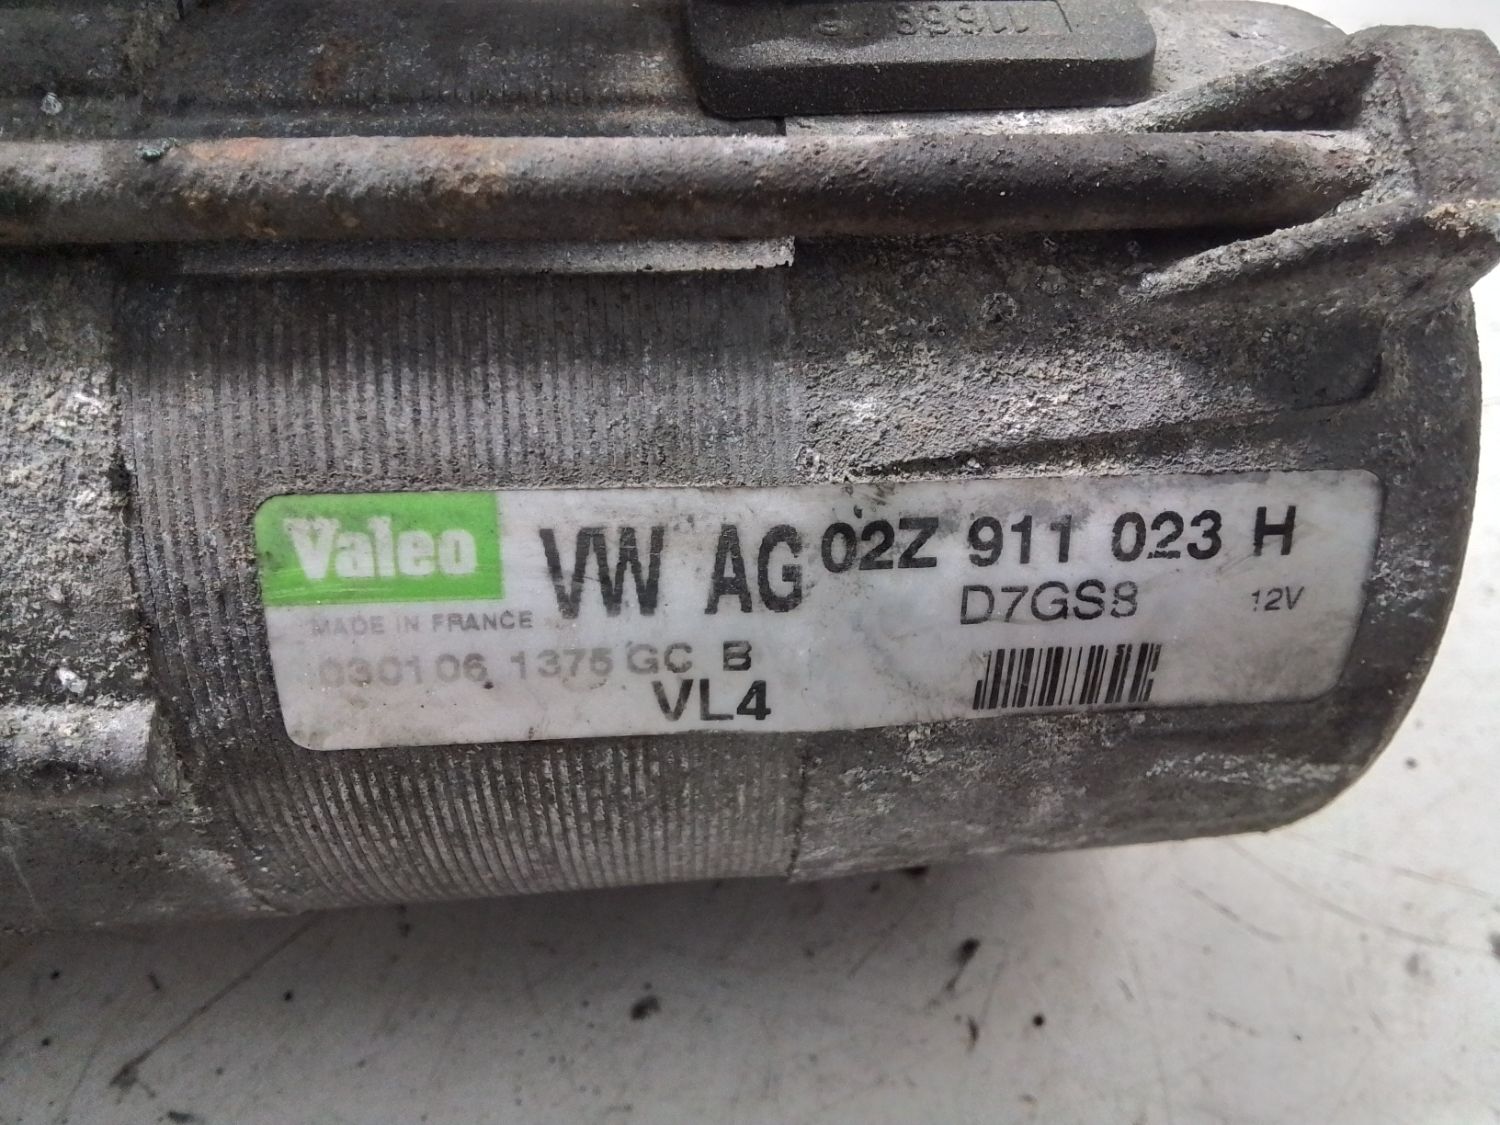 Valeo VW AG 02Z 911 023 H
MADE IN FRANCE D7GS8 12V
030106 1375 GC B
VL4